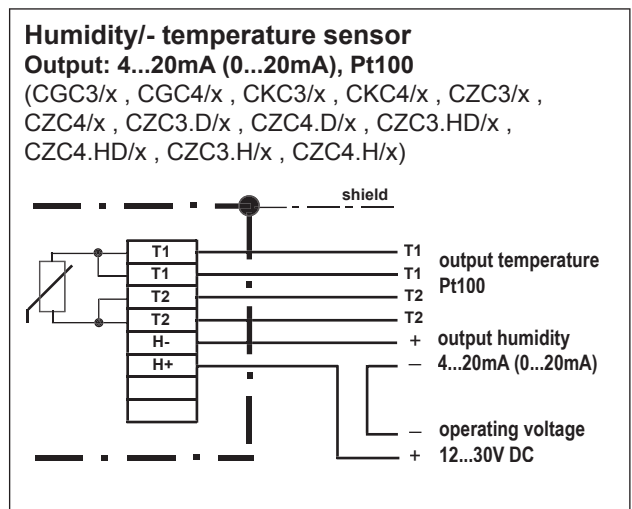 Humidity/- temperature sensor
Output: 4...20mA (0...20mA), Pt100
(CGC3/x , CGC4/x , CKC3/x , CKC4/x , CZC3/x ,
CZC4/x , CZC3.D/x , CZC4.D/x , CZC3.HD/x ,
CZC4.HD/x , CZC3.H/x , CZC4.H/x)
shield
T1 T1 output temperature
T1 T1 Pt100
T2 T2
T2 T2
H- + output humidity
H+ – 4...20mA (0...20mA)
– operating voltage
+ 12...30V DC